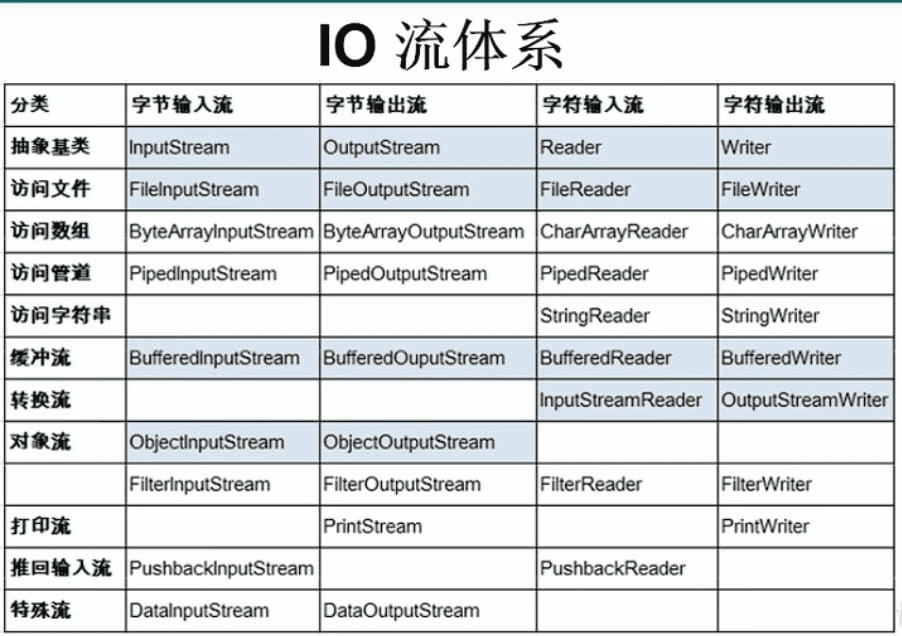 IO 流体系
分类 字节输入流 字节输出流 字符输入流 字符输出流
抽象基类 InputStream OutputStream Reader Writer
访问文件 FileInputStream FileOutputStream FileReader FileWriter
访问数组 ByteArrayInputStream ByteArrayOutputStream CharArrayReader CharArrayWriter
访问管道 PipedInputStream PipedOutputStream PipedReader PipedWriter
访问字符串 StringReader StringWriter
缓冲流 BufferedInputStream BufferedOuputStream BufferedReader BufferedWriter
转换流 InputStreamReader OutputStreamWriter
对象流 ObjectInputStream ObjectOutputStream
FilterInputStream FilterOutputStream FilterReader FilterWriter
打印流 PrintStream PrintWriter
推回输入流 PushbackInputStream PushbackReader
特殊流 DataInputStream DataOutputStream